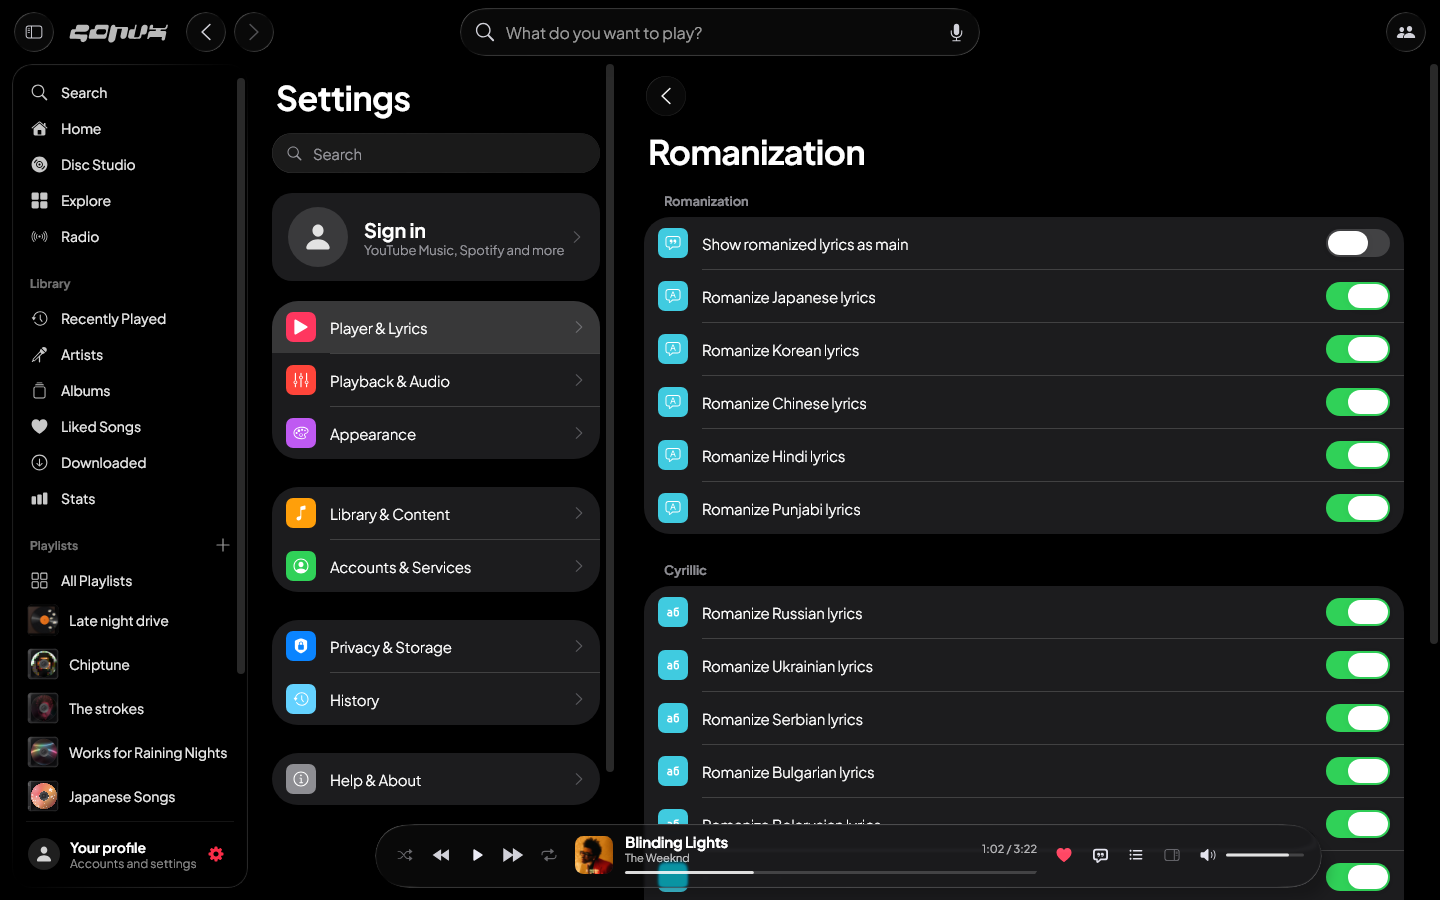 What do you want to play?
Search
Home
Disc Studio
Explore
Radio
Library
Recently Played
Artists
Albums
Liked Songs
Downloaded
Stats
Playlists
All Playlists
Late night drive
Chiptune
The strokes
Works for Raining Nights
Japanese Songs
Your profile
Accounts and settings
Settings
Search
Sign in
YouTube Music, Spotify and more
Player & Lyrics
Playback & Audio
Appearance
Library & Content
Accounts & Services
Privacy & Storage
History
Help & About
Romanization
Romanization
Show romanized lyrics as main
A Romanize Japanese lyrics
A Romanize Korean lyrics
A Romanize Chinese lyrics
A Romanize Hindi lyrics
A Romanize Punjabi lyrics
Cyrillic
аб Romanize Russian lyrics
аб Romanize Ukrainian lyrics
аб Romanize Serbian lyrics
аб Romanize Bulgarian lyrics
Blinding Lights
The Weeknd
1:02 / 3:22